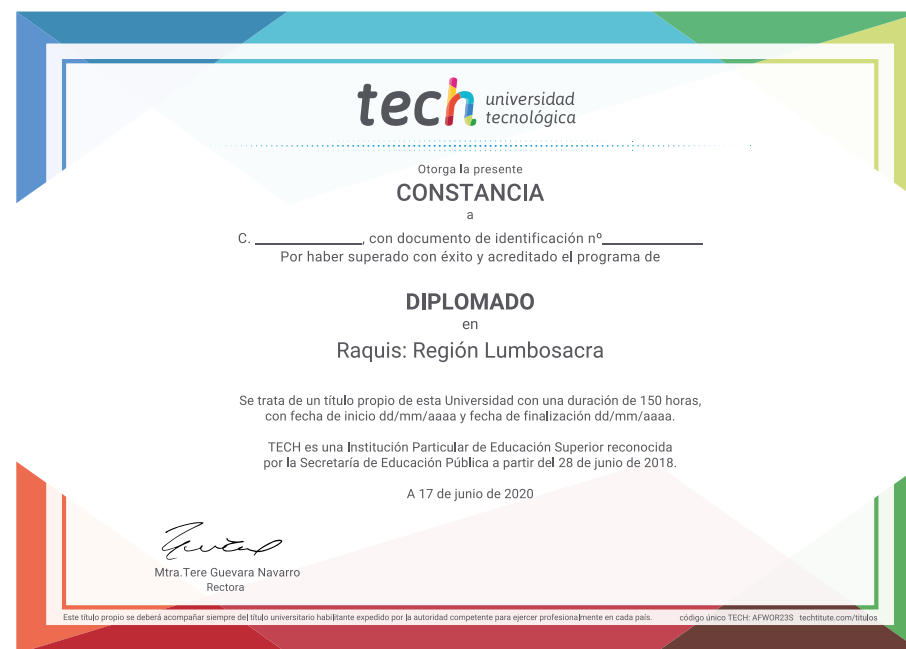 tech universidad
tecnológica
Otorga la presente
CONSTANCIA
a
C. ____________, con documento de identificación nº____________
Por haber superado con éxito y acreditado el programa de
DIPLOMADO
en
Raquis: Región Lumbosacra
Se trata de un título propio de esta Universidad con una duración de 150 horas,
con fecha de inicio dd/mm/aaaa y fecha de finalización dd/mm/aaaa.
TECH es una Institución Particular de Educación Superior reconocida
por la Secretaría de Educación Pública a partir del 28 de junio de 2018.
A 17 de junio de 2020
Mtra.Tere Guevara Navarro
Rectora
Este título propio se deberá acompañar siempre del título universitario habilitante expedido por la autoridad competente para ejercer profesionalmente en cada país. código único TECH: AFWOR23S techtitute.com/titulos